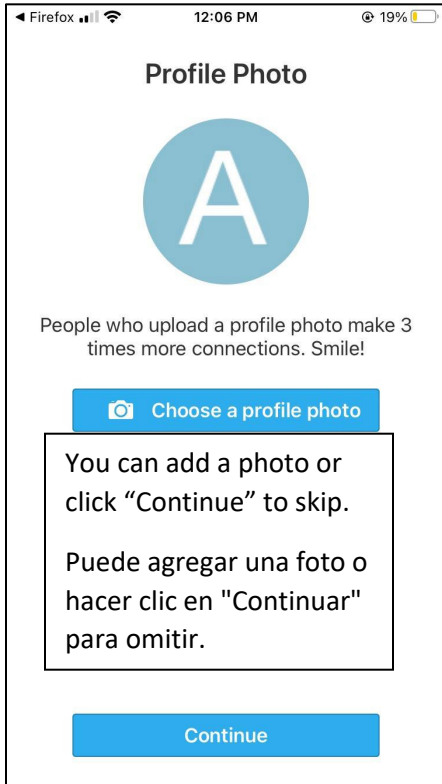 ◄ Firefox 12:06 PM 19%
Profile Photo
A
People who upload a profile photo make 3
times more connections. Smile!
Choose a profile photo
You can add a photo or
click “Continue” to skip.
Puede agregar una foto o
hacer clic en "Continuar"
para omitir.
Continue